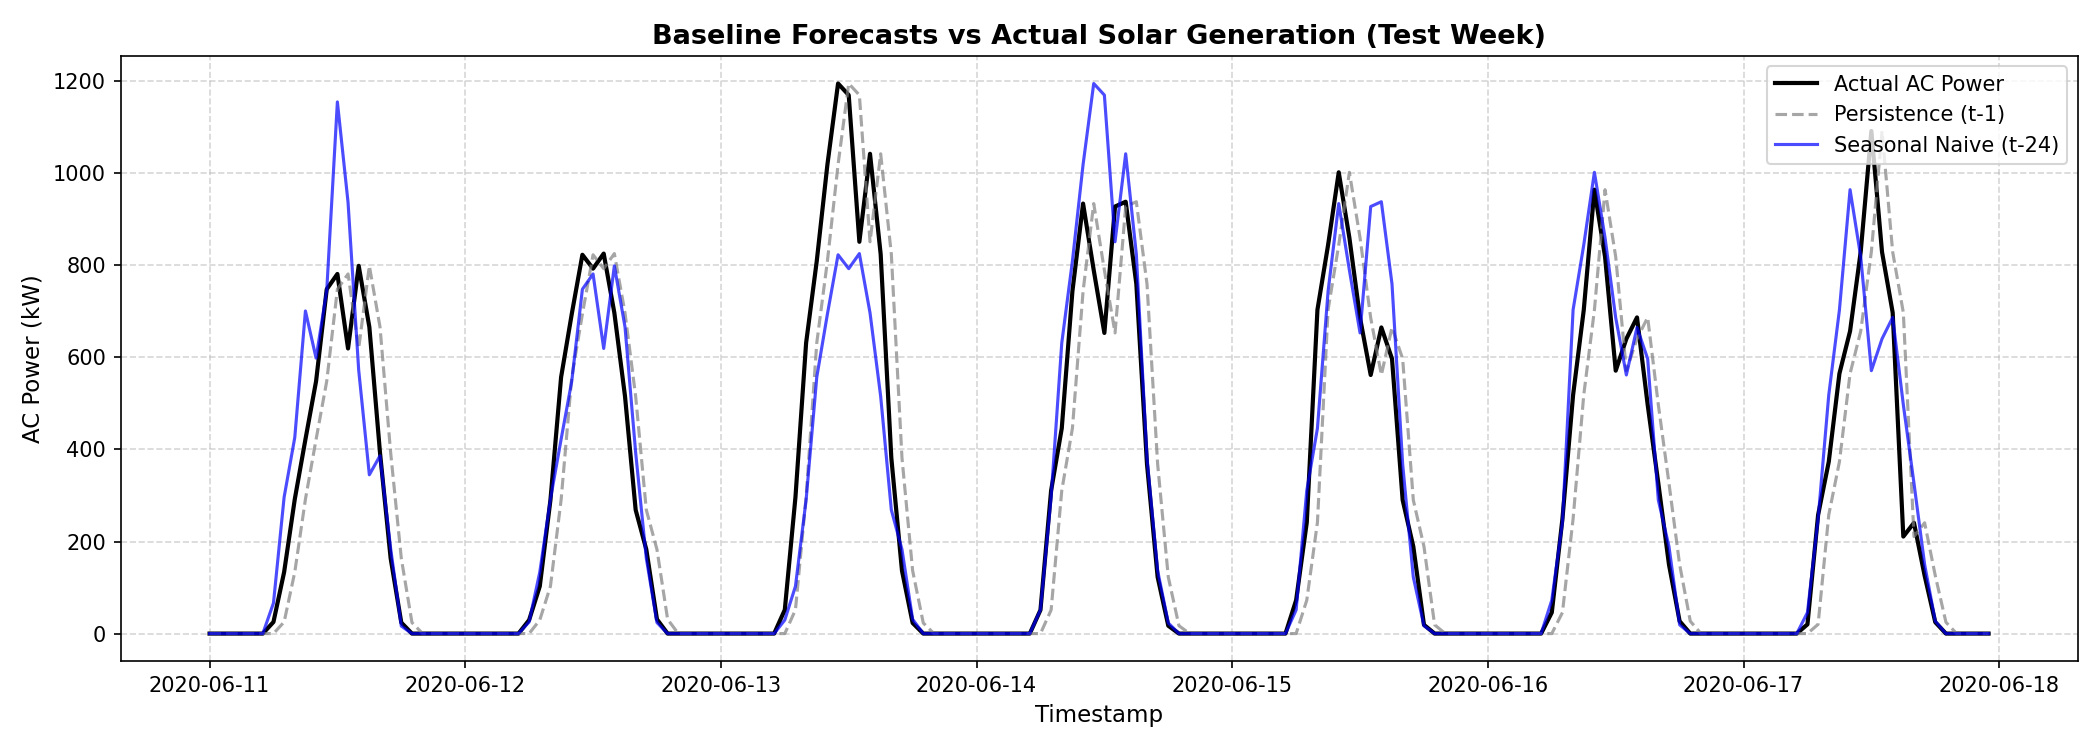 Baseline Forecasts vs Actual Solar Generation (Test Week)
AC Power (kW)
1200
1000
800
600
400
200
0
Actual AC Power
Persistence (t-1)
Seasonal Naive (t-24)
2020-06-11 2020-06-12 2020-06-13 2020-06-14 2020-06-15 2020-06-16 2020-06-17 2020-06-18
Timestamp